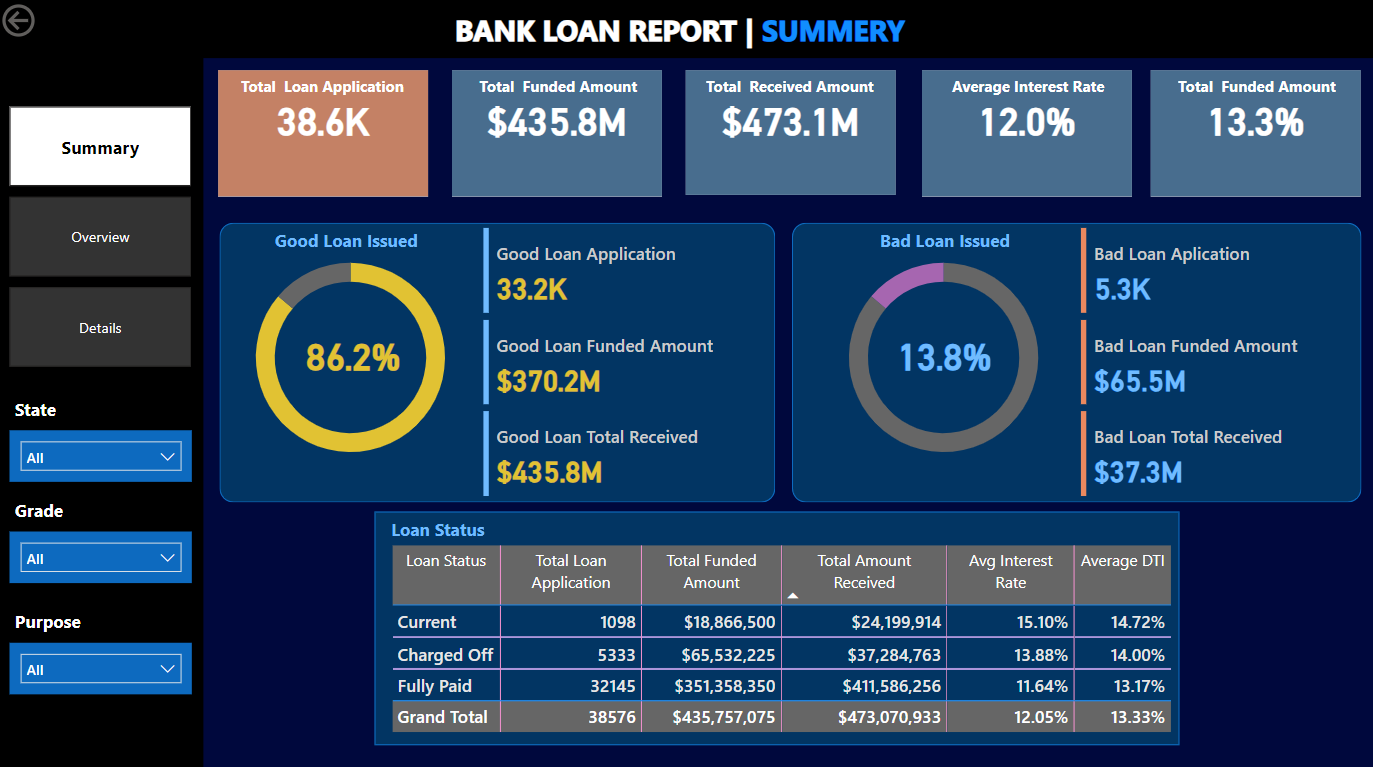 BANK LOAN REPORT | SUMMERY
Total Loan Application
38.6K
Total Funded Amount
$435.8M
Total Received Amount
$473.1M
Average Interest Rate
12.0%
Total Funded Amount
13.3%
Summary
Overview
Details
State
All
Grade
All
Purpose
All
Good Loan Issued
86.2%
Good Loan Application
33.2K
Good Loan Funded Amount
$370.2M
Good Loan Total Received
$435.8M
Bad Loan Issued
13.8%
Bad Loan Aplication
5.3K
Bad Loan Funded Amount
$65.5M
Bad Loan Total Received
$37.3M
Loan Status
Loan Status Total Loan Application Total Funded Amount Total Amount Received Avg Interest Rate Average DTI
Current 1098 $18,866,500 $24,199,914 15.10% 14.72%
Charged Off 5333 $65,532,225 $37,284,763 13.88% 14.00%
Fully Paid 32145 $351,358,350 $411,586,256 11.64% 13.17%
Grand Total 38576 $435,757,075 $473,070,933 12.05% 13.33%